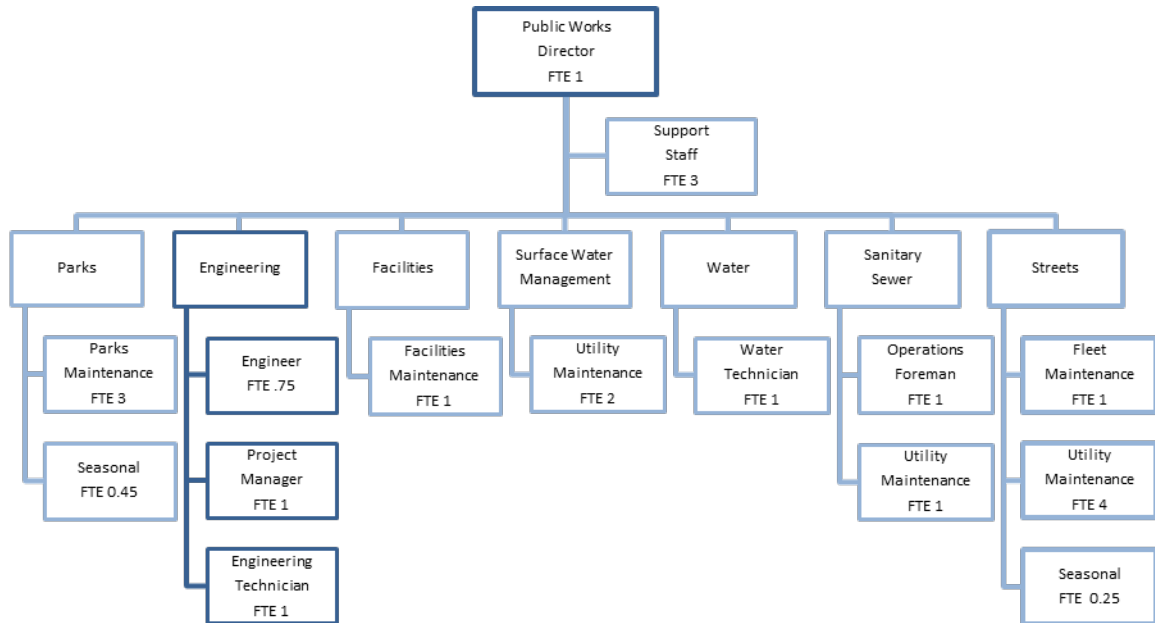 Public Works
Director
FTE 1
Support
Staff
FTE 3
Parks
Engineering
Facilities
Surface Water
Management
Water
Sanitary
Sewer
Streets
Parks
Maintenance
FTE 3
Seasonal
FTE 0.45
Engineer
FTE .75
Project
Manager
FTE 1
Engineering
Technician
FTE 1
Facilities
Maintenance
FTE 1
Utility
Maintenance
FTE 2
Water
Technician
FTE 1
Operations
Foreman
FTE 1
Utility
Maintenance
FTE 1
Fleet
Maintenance
FTE 1
Utility
Maintenance
FTE 4
Seasonal
FTE 0.25